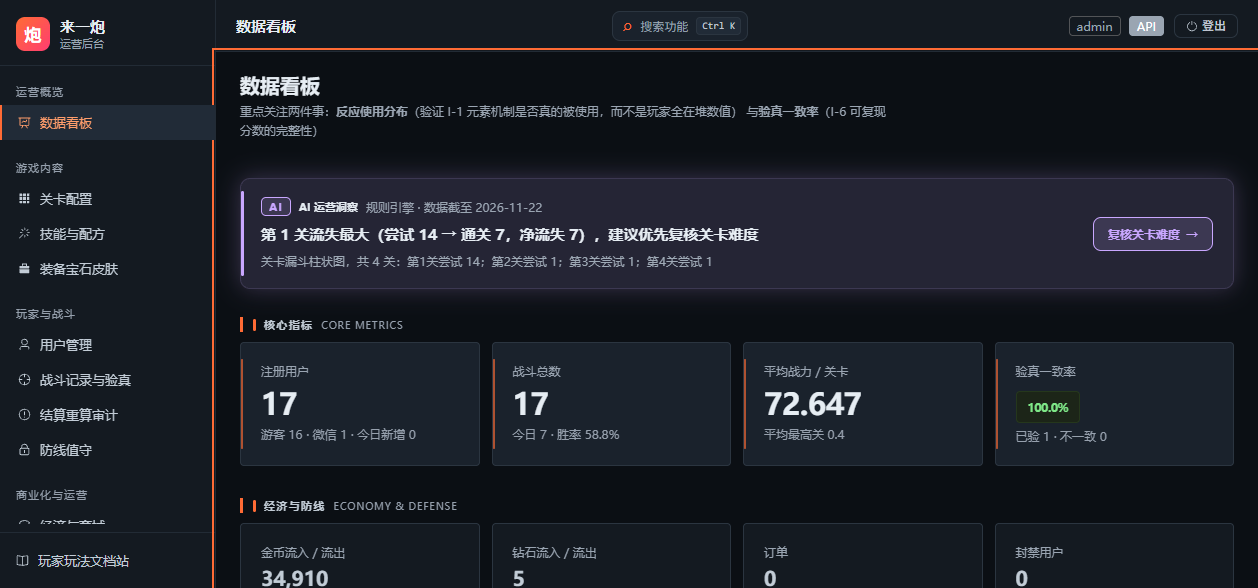 炮
来一炮
运营后台
数据看板
搜索功能 Ctrl K
admin
API
登出
运营概览
数据看板
游戏内容
关卡配置
技能与配方
装备宝石皮肤
玩家与战斗
用户管理
战斗记录与验真
结算重算审计
防线值守
商业化与运营
玩家玩法文档站
数据看板
重点关注两件事：反应使用分布（验证 I-1 元素机制是否真的被使用，而不是玩家全在堆数值） 与验真一致率（I-6 可复现
分数的完整性）
AI AI 运营洞察 规则引擎 · 数据截至 2026-11-22
第 1 关流失最大（尝试 14 → 通关 7，净流失 7），建议优先复核关卡难度
关卡漏斗柱状图，共 4 关：第1关尝试 14；第2关尝试 1；第3关尝试 1；第4关尝试 1
复核关卡难度 →
核心指标 CORE METRICS
注册用户
17
游客 16 · 微信 1 · 今日新增 0
战斗总数
17
今日 7 · 胜率 58.8%
平均战力 / 关卡
72.647
平均最高关 0.4
验真一致率
100.0%
已验 1 · 不一致 0
经济与防线 ECONOMY & DEFENSE
金币流入 / 流出
34,910
钻石流入 / 流出
5
订单
0
封禁用户
0